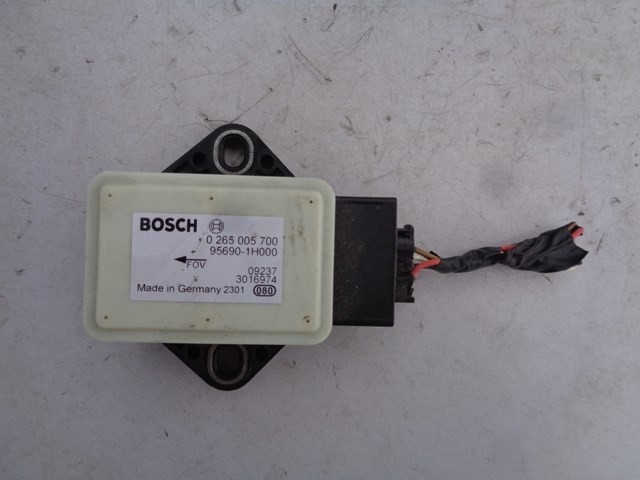 BOSCH
0 265 005 700
95690-1H000
FOV
09237
3016974
Made in Germany 2301 080